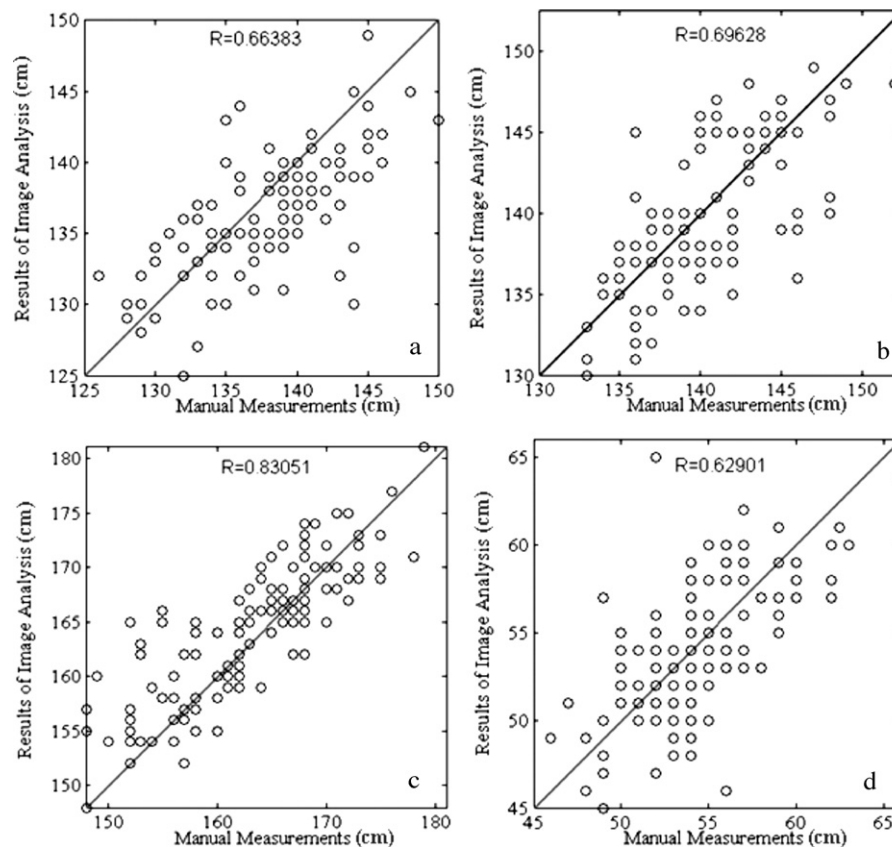 150
145
140
135
130
125
Results of Image Analysis (cm)
R=0.66383
a
125 130 135 140 145 150
Manual Measurements (cm)
150
145
140
135
130
Results of Image Analysis (cm)
R=0.69628
b
130 135 140 145 150
Manual Measurements (cm)
180
175
170
165
160
155
150
Results of Image Analysis (cm)
R=0.83051
c
150 160 170 180
Manual Measurements (cm)
65
60
55
50
45
Results of Image Analysis (cm)
R=0.62901
d
45 50 55 60 65
Manual Measurements (cm)